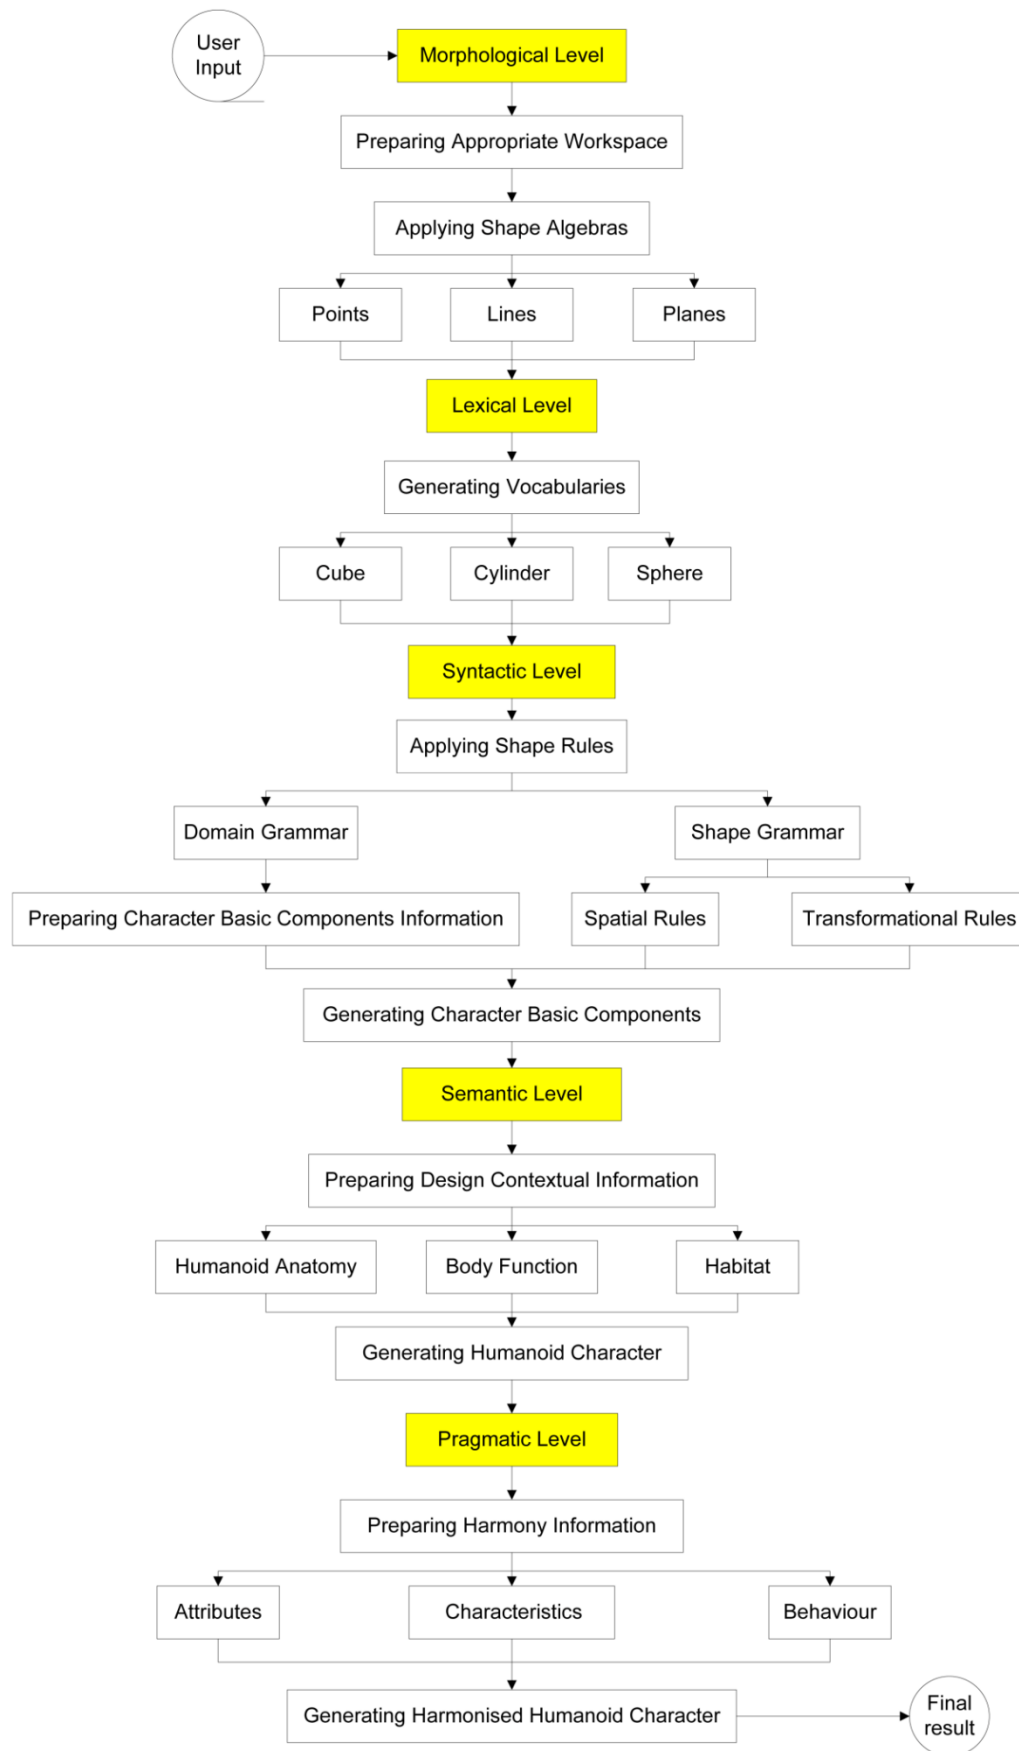 User
Input
Morphological Level
Preparing Appropriate Workspace
Applying Shape Algebras
Points
Lines
Planes
Lexical Level
Generating Vocabularies
Cube
Cylinder
Sphere
Syntactic Level
Applying Shape Rules
Domain Grammar
Shape Grammar
Preparing Character Basic Components Information
Spatial Rules
Transformational Rules
Generating Character Basic Components
Semantic Level
Preparing Design Contextual Information
Humanoid Anatomy
Body Function
Habitat
Generating Humanoid Character
Pragmatic Level
Preparing Harmony Information
Attributes
Characteristics
Behaviour
Generating Harmonised Humanoid Character
Final
result